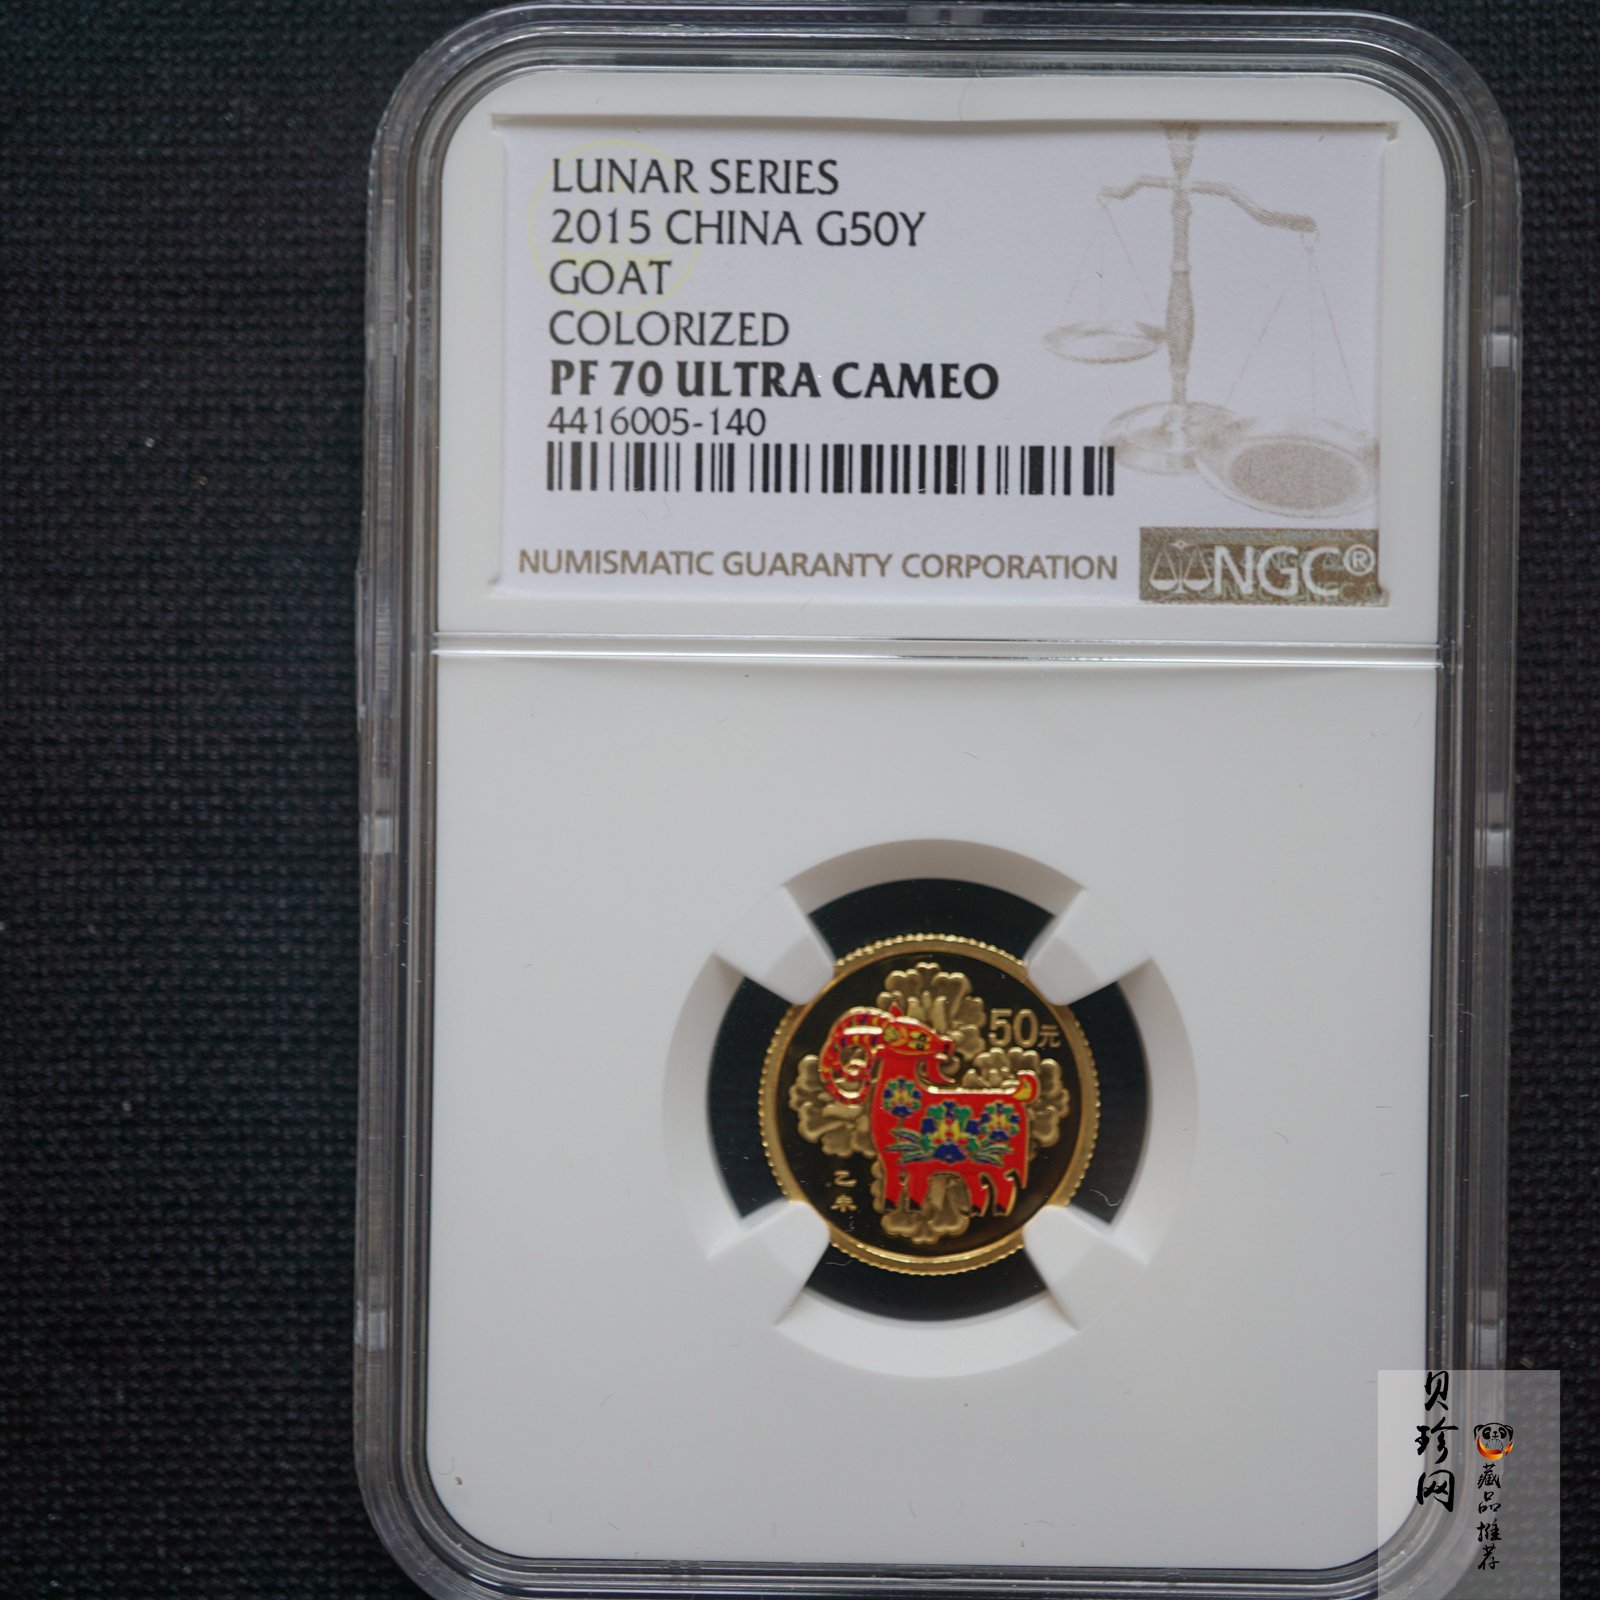 LUNAR SERIES
2015 CHINA G50Y
GOAT
COLORIZED
PF 70 ULTRA CAMEO
4416005-140
NUMISMATIC GUARANTY CORPORATION
NGC®
50元
乙未
贝珍网
藏品推荐